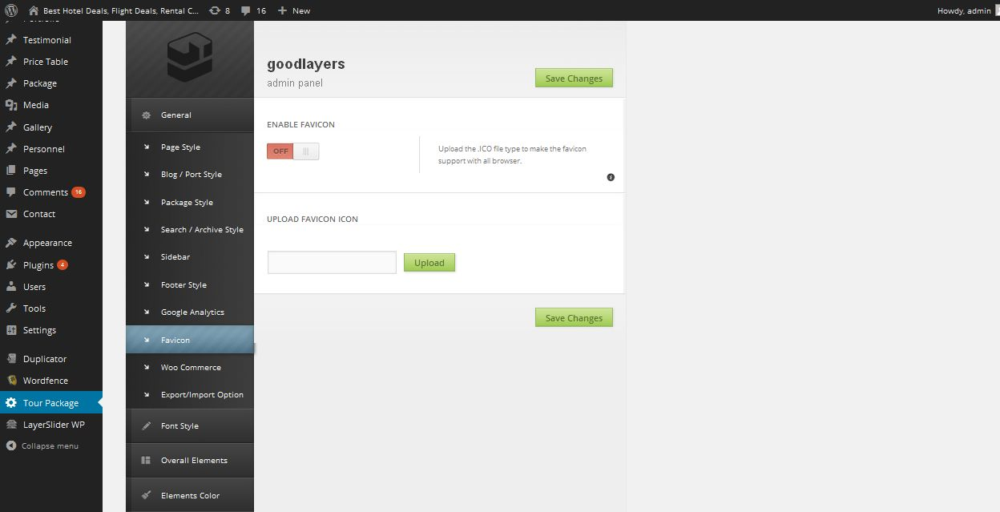 Best Hotel Deals, Flight Deals, Rental C... 8 16 New Howdy, admin
Portfolio
Testimonial
Price Table
Package
Media
Gallery
Personnel
Pages
Comments 16
Contact
Appearance
Plugins 4
Users
Tools
Settings
Duplicator
Wordfence
Tour Package
LayerSlider WP
Collapse menu
General
Page Style
Blog / Port Style
Package Style
Search / Archive Style
Sidebar
Footer Style
Google Analytics
Favicon
Woo Commerce
Export/Import Option
Font Style
Overall Elements
Elements Color
goodlayers
admin panel
Save Changes
ENABLE FAVICON
OFF
Upload the .ICO file type to make the favicon
support with all browser.
UPLOAD FAVICON ICON
Upload
Save Changes